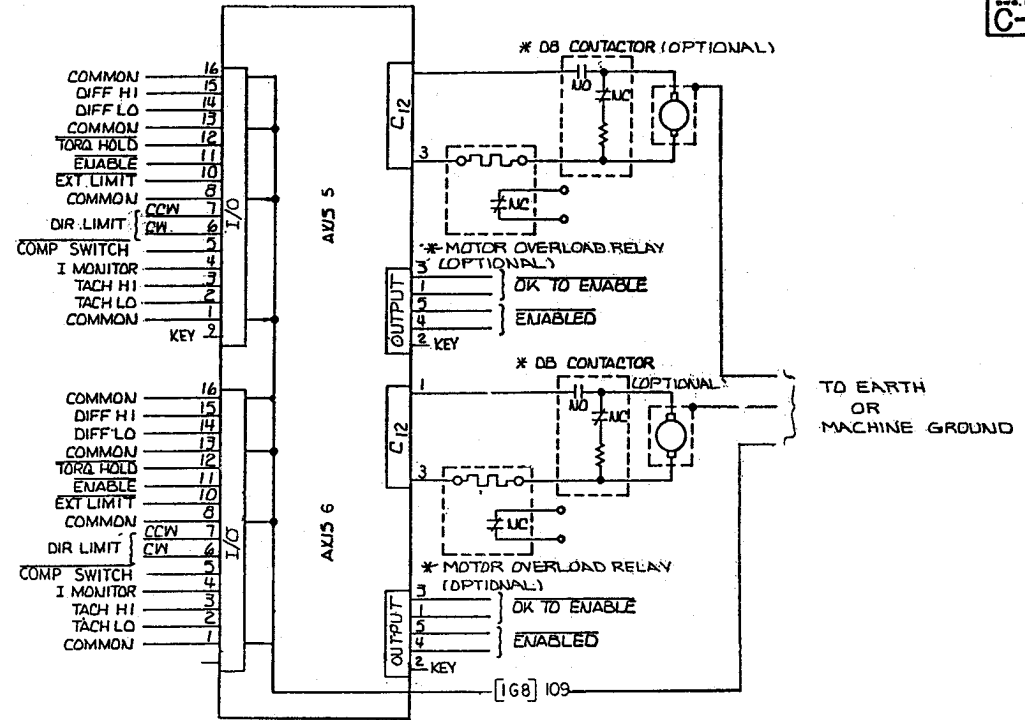 C-
* DB CONTACTOR (OPTIONAL)
NO
NC
C12
3
NC
* MOTOR OVERLOAD RELAY
(OPTIONAL)
AXIS 5
I/O
COMMON 16
DIFF HI 15
DIFF LO 14
COMMON 13
TORQ HOLD 12
ENABLE 11
EXT. LIMIT 10
COMMON 8
DIR. LIMIT { CCW 7
CW 6
COMP SWITCH 5
I MONITOR 4
TACH HI 3
TACH LO 2
COMMON 1
KEY 9
OUTPUT
3
1 } OK TO ENABLE
5
4 } ENABLED
2 KEY
* DB CONTACTOR
(OPTIONAL)
NO
NC
1
C12
3
NC
* MOTOR OVERLOAD RELAY
(OPTIONAL)
TO EARTH
OR
MACHINE GROUND
AXIS 6
I/O
COMMON 16
DIFF HI 15
DIFF LO 14
COMMON 13
TORQ HOLD 12
ENABLE 11
EXT LIMIT 10
COMMON 8
DIR LIMIT { CCW 7
CW 6
COMP SWITCH 5
I MONITOR 4
TACH HI 3
TACH LO 2
COMMON 1
OUTPUT
3
1 } OK TO ENABLE
5
4 } ENABLED
2 KEY
[1G8] 109